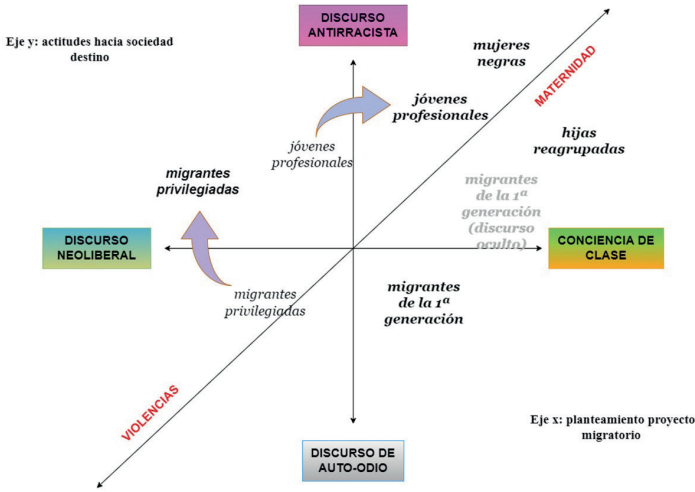 DISCURSO
ANTIRRACISTA
Eje y: actitudes hacia sociedad
destino
mujeres
negras
MATERNIDAD
jóvenes
profesionales
hijas
reagrupadas
jóvenes
profesionales
migrantes
privilegiadas
migrantes
de la 1ª
generación
(discurso
oculto)
DISCURSO
NEOLIBERAL
CONCIENCIA DE
CLASE
migrantes
privilegiadas
migrantes
de la 1ª
generación
VIOLENCIAS
Eje x: planteamiento proyecto
migratorio
DISCURSO DE
AUTO-ODIO